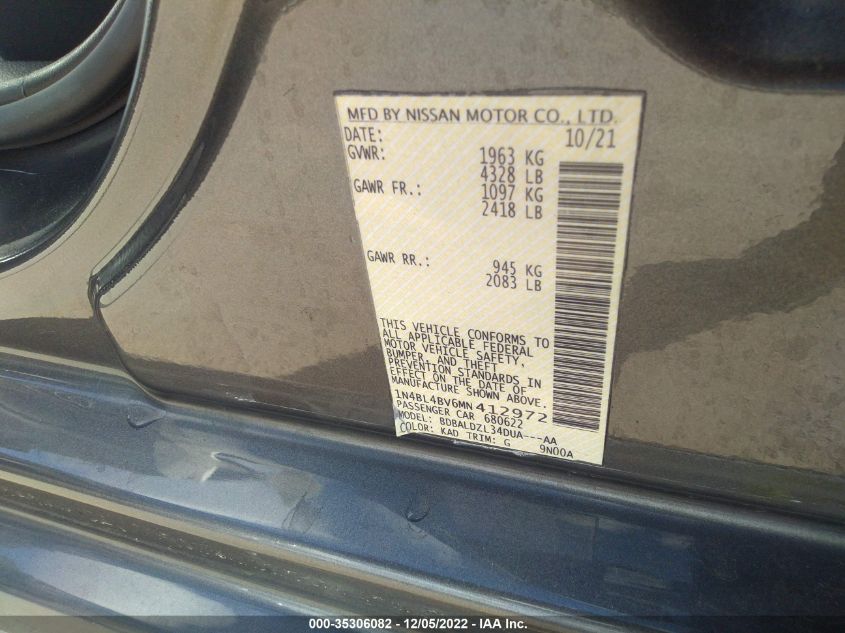 MFD BY NISSAN MOTOR CO., LTD.
DATE: 10/21
GVWR: 1963 KG
4328 LB
GAWR FR.: 1097 KG
2418 LB
GAWR RR.: 945 KG
2083 LB
THIS VEHICLE CONFORMS TO
ALL APPLICABLE FEDERAL
MOTOR VEHICLE SAFETY,
BUMPER, AND THEFT
PREVENTION STANDARDS IN
EFFECT ON THE DATE OF
MANUFACTURE SHOWN ABOVE.
1N4BL4BV6MN412972
PASSENGER CAR 680622
MODEL: BDBALDZL34DUA---AA
COLOR: KAD TRIM: G 9N00A
000-35306082 - 12/05/2022 - IAA Inc.